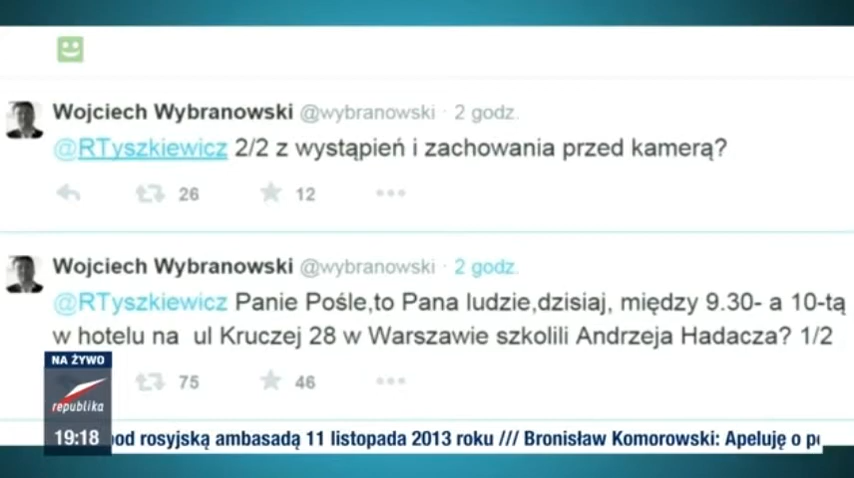 Wojciech Wybranowski @wybranowski · 2 godz.
@RTyszkiewicz 2/2 z wystąpień i zachowania przed kamerą?
26 12
Wojciech Wybranowski @wybranowski · 2 godz.
@RTyszkiewicz Panie Pośle,to Pana ludzie,dzisiaj, między 9.30- a 10-tą
w hotelu na ul Kruczej 28 w Warszawie szkolili Andrzeja Hadacza? 1/2
NA ŻYWO
75 46
republika
19:18 pod rosyjską ambasadą 11 listopada 2013 roku /// Bronisław Komorowski: Apeluję o